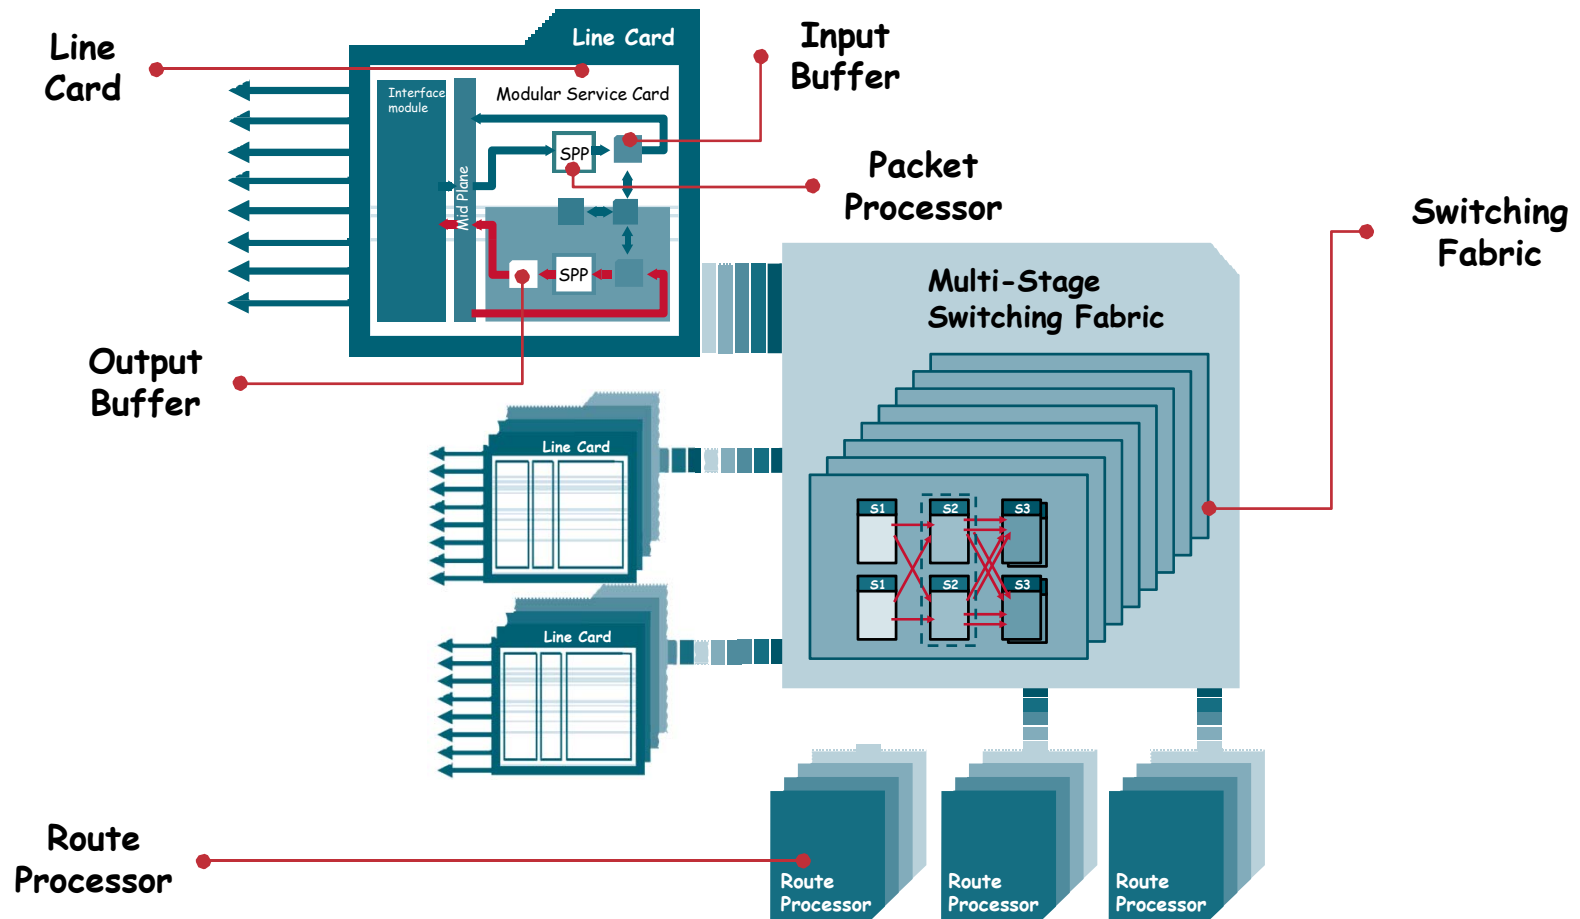 Line
Card
Line Card
Input
Buffer
Interface
module
Modular Service Card
SPP
Mid Plane
Packet
Processor
Switching
Fabric
SPP
Multi-Stage
Switching Fabric
Output
Buffer
Line Card
S1
S2
S3
S1
S2
S3
Line Card
Route
Processor
Route
Processor
Route
Processor
Route
Processor